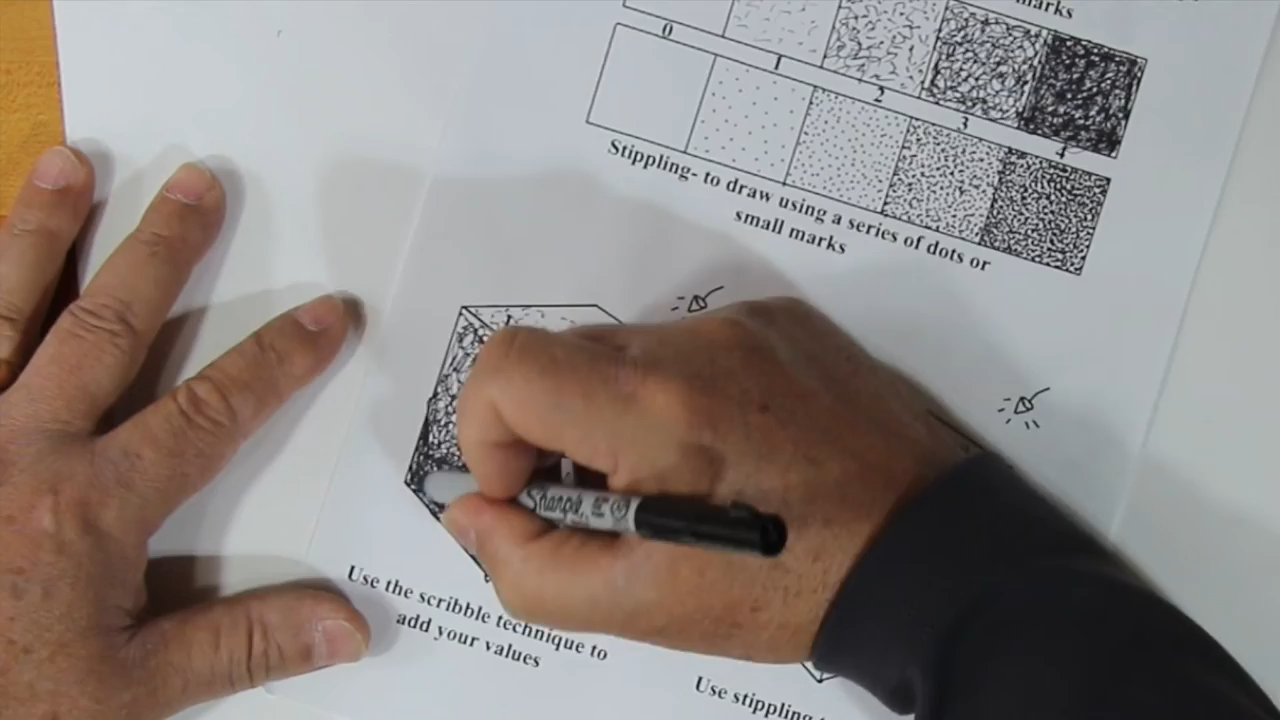 marks
0 1 2 3 4
Stippling- to draw using a series of dots or
small marks
1
Sharpie
Use the scribble technique to
add your values
Use stippling